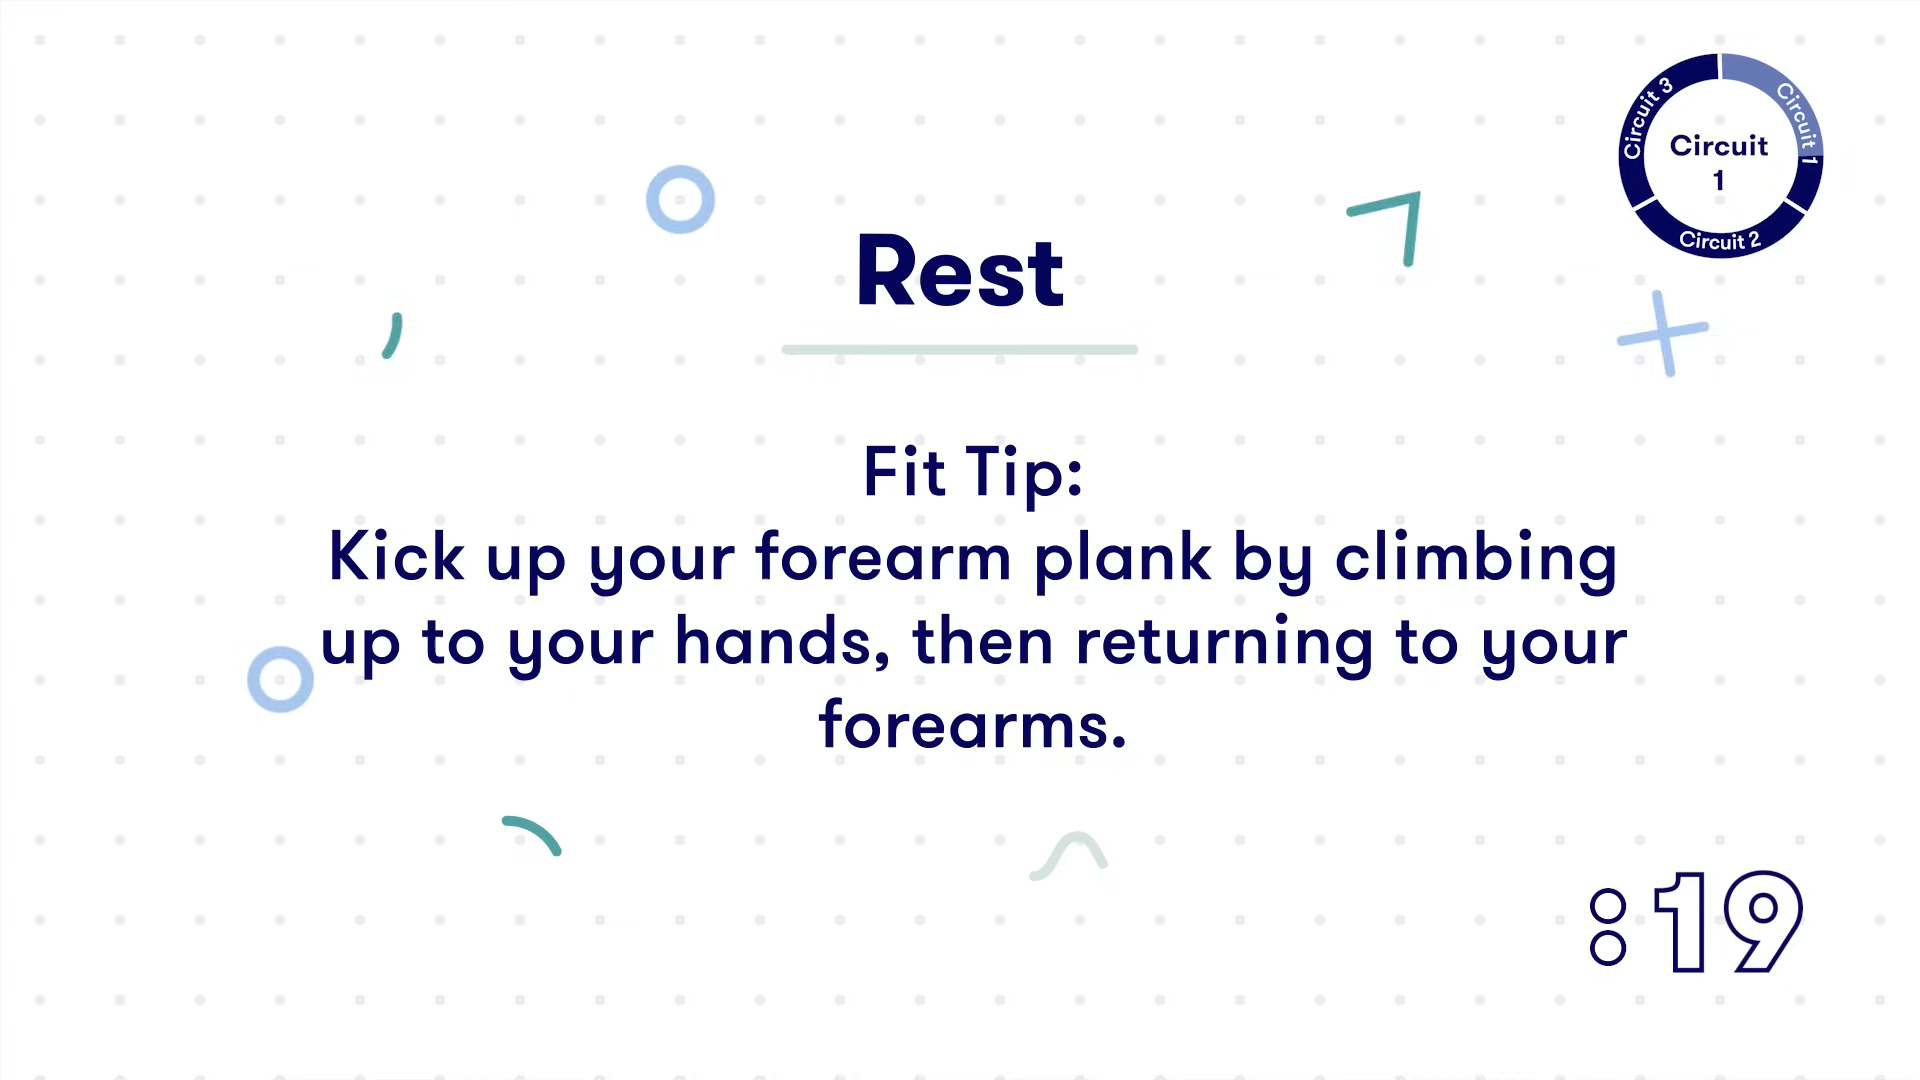 Circuit 3
Circuit 1
Circuit
1
Circuit 2
Rest
Fit Tip:
Kick up your forearm plank by climbing
up to your hands, then returning to your
forearms.
:19